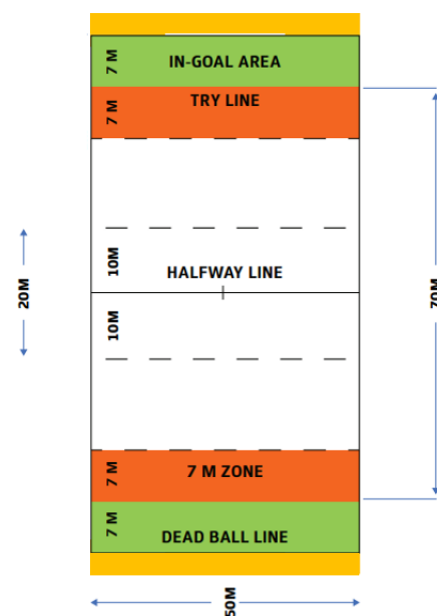 7 M
IN-GOAL AREA
7 M
TRY LINE
10M
HALFWAY LINE
20M
10M
70M
7 M
7 M ZONE
7 M
DEAD BALL LINE
50M